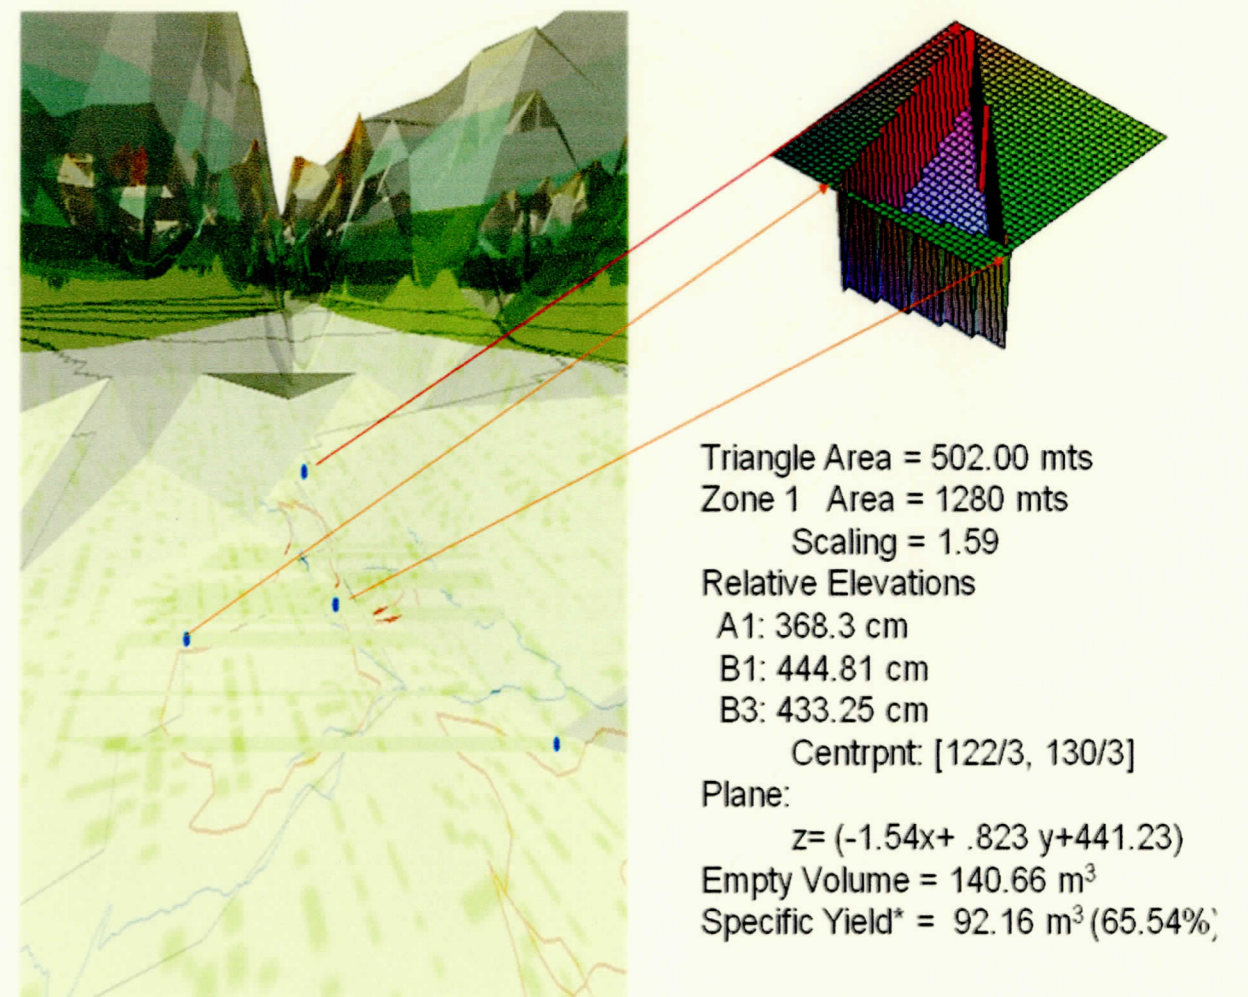 Triangle Area = 502.00 mts
Zone 1 Area = 1280 mts
Scaling = 1.59
Relative Elevations
A1: 368.3 cm
B1: 444.81 cm
B3: 433.25 cm
Centrpnt: [122/3, 130/3]
Plane:
z= (-1.54x+ .823 y+441.23)
Empty Volume = 140.66 m³
Specific Yield* = 92.16 m³ (65.54%)